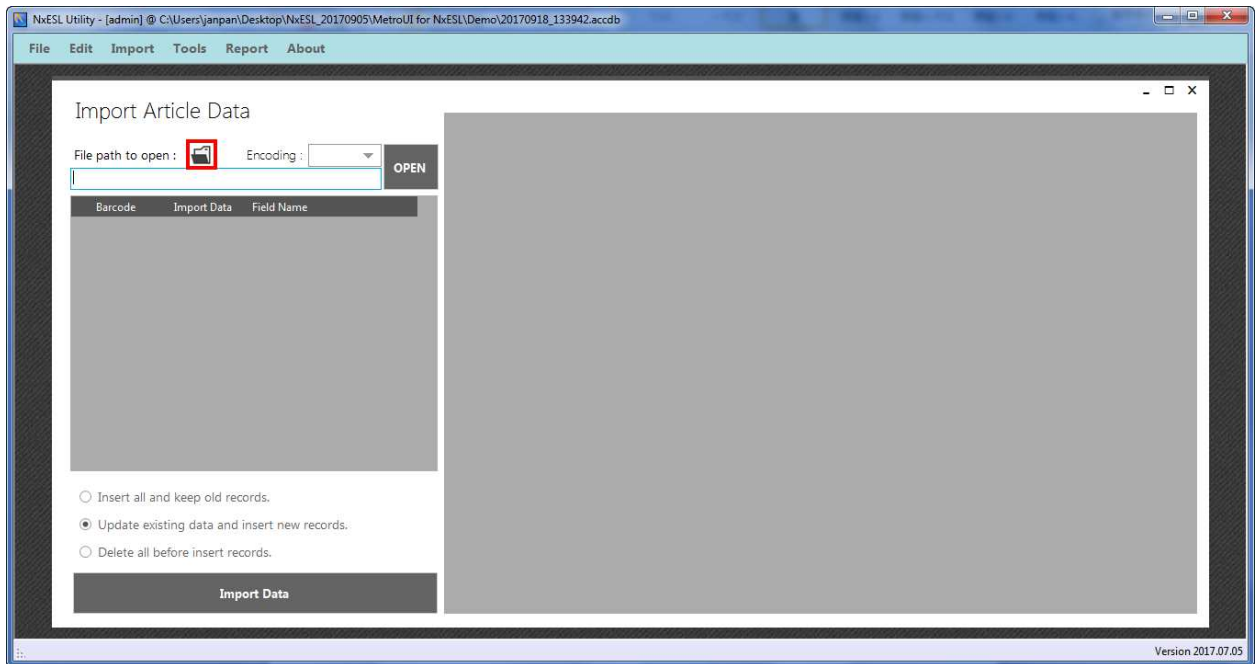 NxESL Utility - [admin] @ C:\Users\janpan\Desktop\NxESL_20170905\MetroUI for NxESL\Demo\20170918_133942.accdb
File Edit Import Tools Report About
Import Article Data
File path to open : Encoding :
OPEN
Barcode Import Data Field Name
Insert all and keep old records.
Update existing data and insert new records.
Delete all before insert records.
Import Data
Version 2017.07.05